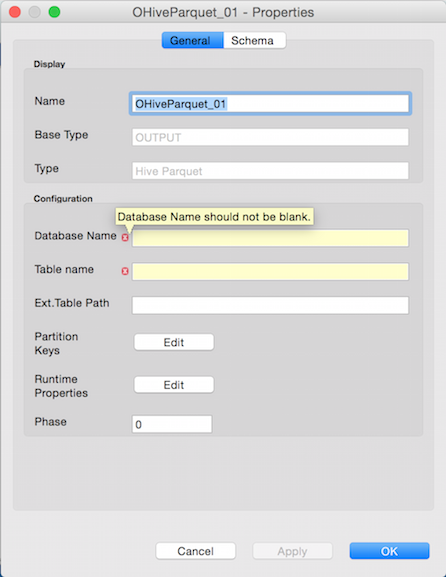 OHiveParquet_01 - Properties
General Schema
Display
Name OHiveParquet_01
Base Type OUTPUT
Type Hive Parquet
Configuration
Database Name should not be blank.
Database Name
Table name
Ext.Table Path
Partition
Keys
Edit
Runtime
Properties
Edit
Phase 0
Cancel Apply OK